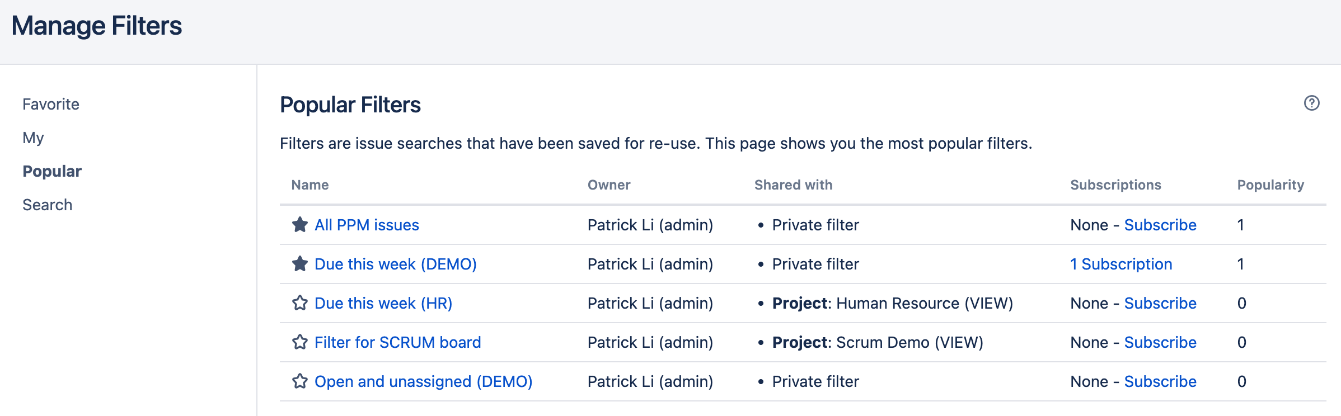 Manage Filters
Favorite
My
Popular
Search
Popular Filters
Filters are issue searches that have been saved for re-use. This page shows you the most popular filters.
Name Owner Shared with Subscriptions Popularity
All PPM issues Patrick Li (admin) • Private filter None - Subscribe 1
Due this week (DEMO) Patrick Li (admin) • Private filter 1 Subscription 1
Due this week (HR) Patrick Li (admin) • Project: Human Resource (VIEW) None - Subscribe 0
Filter for SCRUM board Patrick Li (admin) • Project: Scrum Demo (VIEW) None - Subscribe 0
Open and unassigned (DEMO) Patrick Li (admin) • Private filter None - Subscribe 0